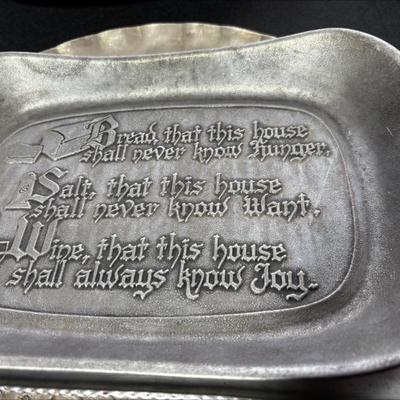 Bread, that this house
shall never know Hunger.
Salt, that this house
shall never know Want.
Wine, that this house
shall always know Joy.